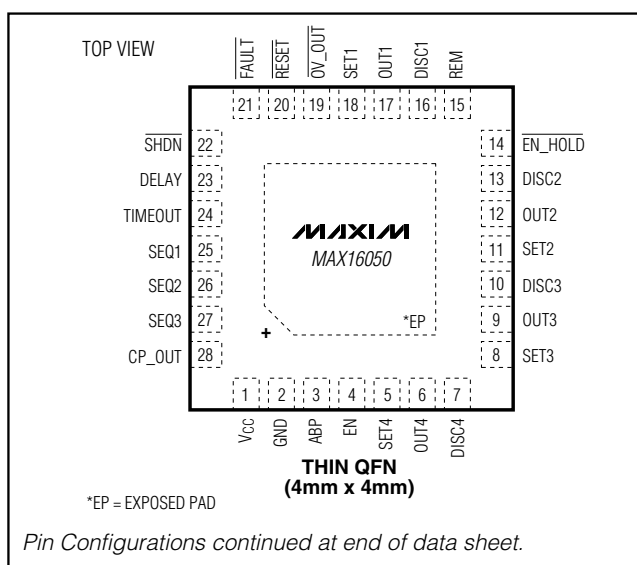 TOP VIEW
FAULT
RESET
OV_OUT
SET1
OUT1
DISC1
REM
21 20 19 18 17 16 15
SHDN 22
DELAY 23
TIMEOUT 24
SEQ1 25
SEQ2 26
SEQ3 27
CP_OUT 28
14 EN_HOLD
13 DISC2
12 OUT2
11 SET2
10 DISC3
9 OUT3
8 SET3
MAXIM
MAX16050
*EP
+
1 2 3 4 5 6 7
VCC
GND
ABP
EN
SET4
OUT4
DISC4
THIN QFN
(4mm x 4mm)
*EP = EXPOSED PAD
Pin Configurations continued at end of data sheet.